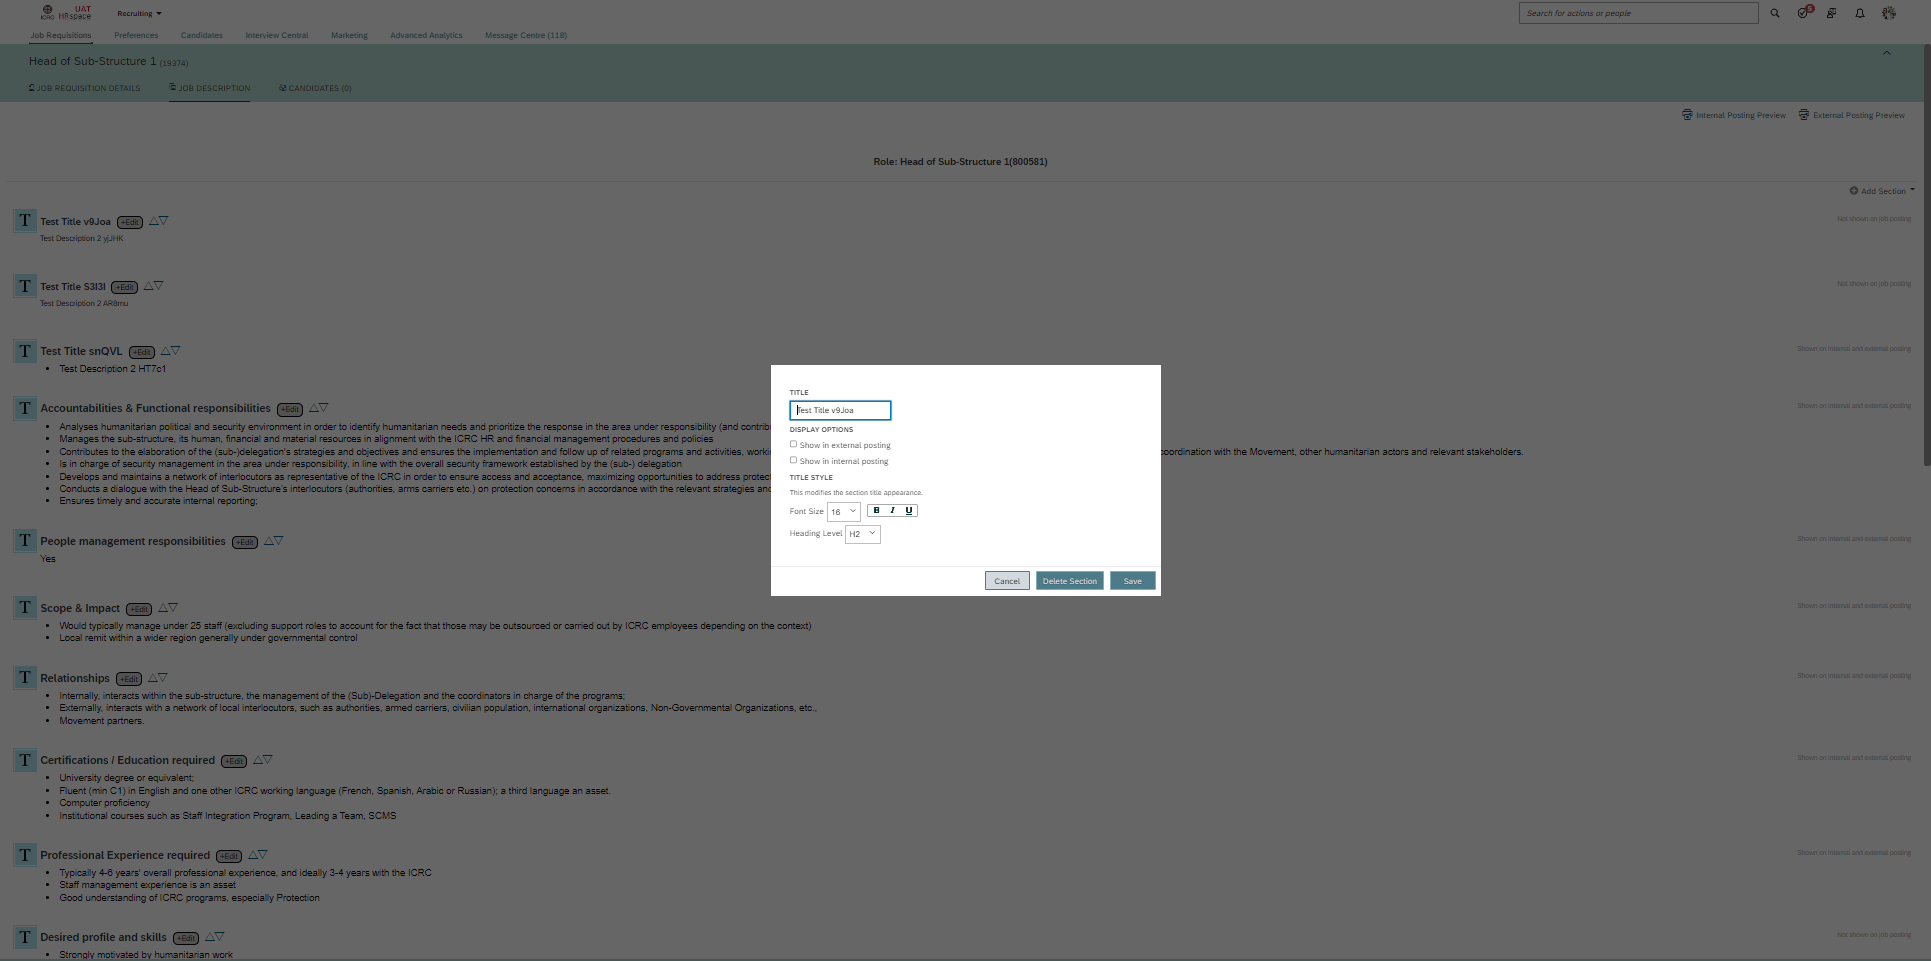 ICRC UAT HRspace
Recruiting
Search for actions or people
5
Job Requisitions
Preferences
Candidates
Interview Central
Marketing
Advanced Analytics
Message Centre (118)
Head of Sub-Structure 1 (19374)
JOB REQUISITION DETAILS
JOB DESCRIPTION
CANDIDATES (0)
Internal Posting Preview
External Posting Preview
Role: Head of Sub-Structure 1(800581)
Add Section
T Test Title v9Joa +Edit
Not shown on job posting
Test Description 2 yjJHK
T Test Title S3I3I +Edit
Not shown on job posting
Test Description 2 AR8mu
T Test Title snQVL +Edit
Shown on internal and external posting
• Test Description 2 HT7c1
T Accountabilities & Functional responsibilities +Edit
Shown on internal and external posting
• Analyses humanitarian political and security environment in order to identify humanitarian needs and prioritize the response in the area under responsibility (and contrib
• Manages the sub-structure, its human, financial and material resources in alignment with the ICRC HR and financial management procedures and policies
• Contributes to the elaboration of the (sub-)delegation's strategies and objectives and ensures the implementation and follow up of related programs and activities, worki
coordination with the Movement, other humanitarian actors and relevant stakeholders.
• Is in charge of security management in the area under responsibility, in line with the overall security framework established by the (sub-) delegation
• Develops and maintains a network of interlocutors as representative of the ICRC in order to ensure access and acceptance, maximizing opportunities to address protect
• Conducts a dialogue with the Head of Sub-Structure's interlocutors (authorities, arms carriers etc.) on protection concerns in accordance with the relevant strategies and
• Ensures timely and accurate internal reporting;
T People management responsibilities +Edit
Shown on internal and external posting
Yes
T Scope & Impact +Edit
Shown on internal and external posting
• Would typically manage under 25 staff (excluding support roles to account for the fact that those may be outsourced or carried out by ICRC employees depending on the context)
• Local remit within a wider region generally under governmental control
T Relationships +Edit
Shown on internal and external posting
• Internally, interacts within the sub-structure, the management of the (Sub)-Delegation and the coordinators in charge of the programs;
• Externally, interacts with a network of local interlocutors, such as authorities, armed carriers, civilian population, international organizations, Non-Governmental Organizations, etc.,
• Movement partners.
T Certifications / Education required +Edit
Shown on internal and external posting
• University degree or equivalent;
• Fluent (min C1) in English and one other ICRC working language (French, Spanish, Arabic or Russian); a third language an asset.
• Computer proficiency
• Institutional courses such as Staff Integration Program, Leading a Team, SCMS
T Professional Experience required +Edit
Shown on internal and external posting
• Typically 4-6 years' overall professional experience, and ideally 3-4 years with the ICRC
• Staff management experience is an asset
• Good understanding of ICRC programs, especially Protection
T Desired profile and skills +Edit
Not shown on job posting
• Strongly motivated by humanitarian work
TITLE
Test Title v9Joa
DISPLAY OPTIONS
Show in external posting
Show in internal posting
TITLE STYLE
This modifies the section title appearance.
Font Size 16 B I U
Heading Level H2
Cancel
Delete Section
Save